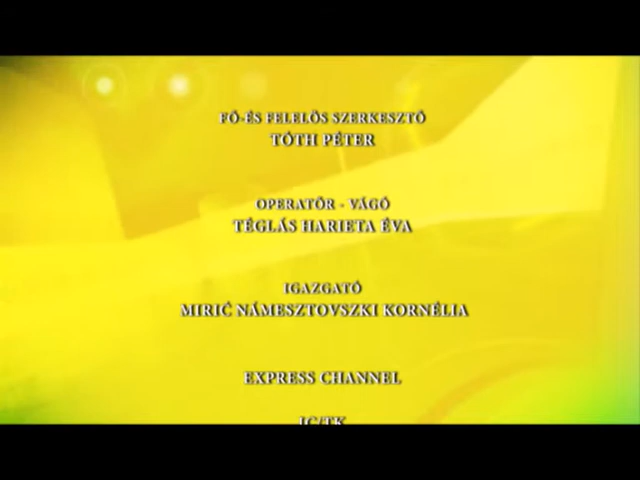 FŐ-ÉS FELELŐS SZERKESZTŐ
TÓTH PÉTER
OPERATŐR - VÁGÓ
TÉGLÁS HARIETA ÉVA
IGAZGATÓ
MIRIĆ NÁMESZTOVSZKI KORNÉLIA
EXPRESS CHANNEL